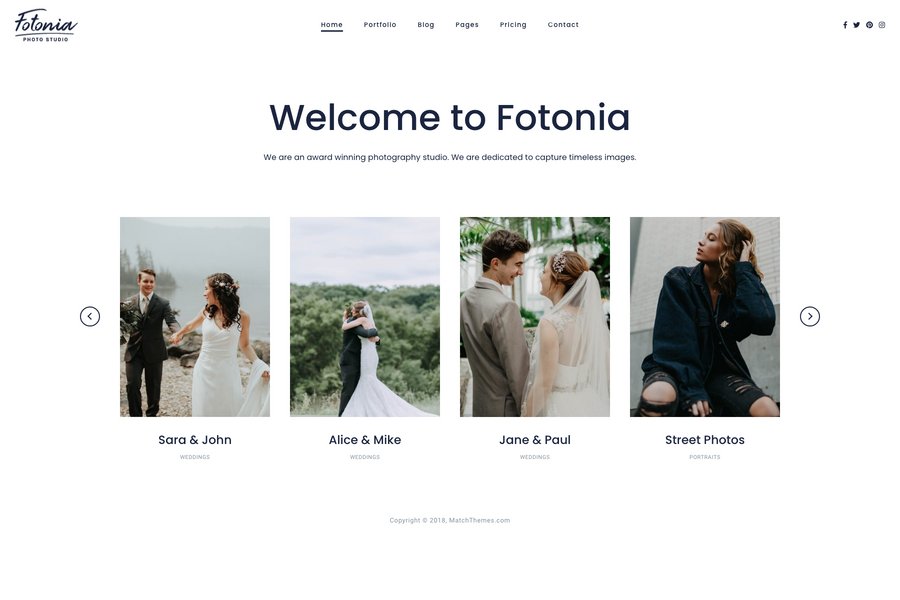 Fotonia
PHOTO STUDIO
Home Portfolio Blog Pages Pricing Contact
Welcome to Fotonia
We are an award winning photography studio. We are dedicated to capture timeless images.
Sara & John
WEDDINGS
Alice & Mike
WEDDINGS
Jane & Paul
WEDDINGS
Street Photos
PORTRAITS
Copyright © 2018, MatchThemes.com